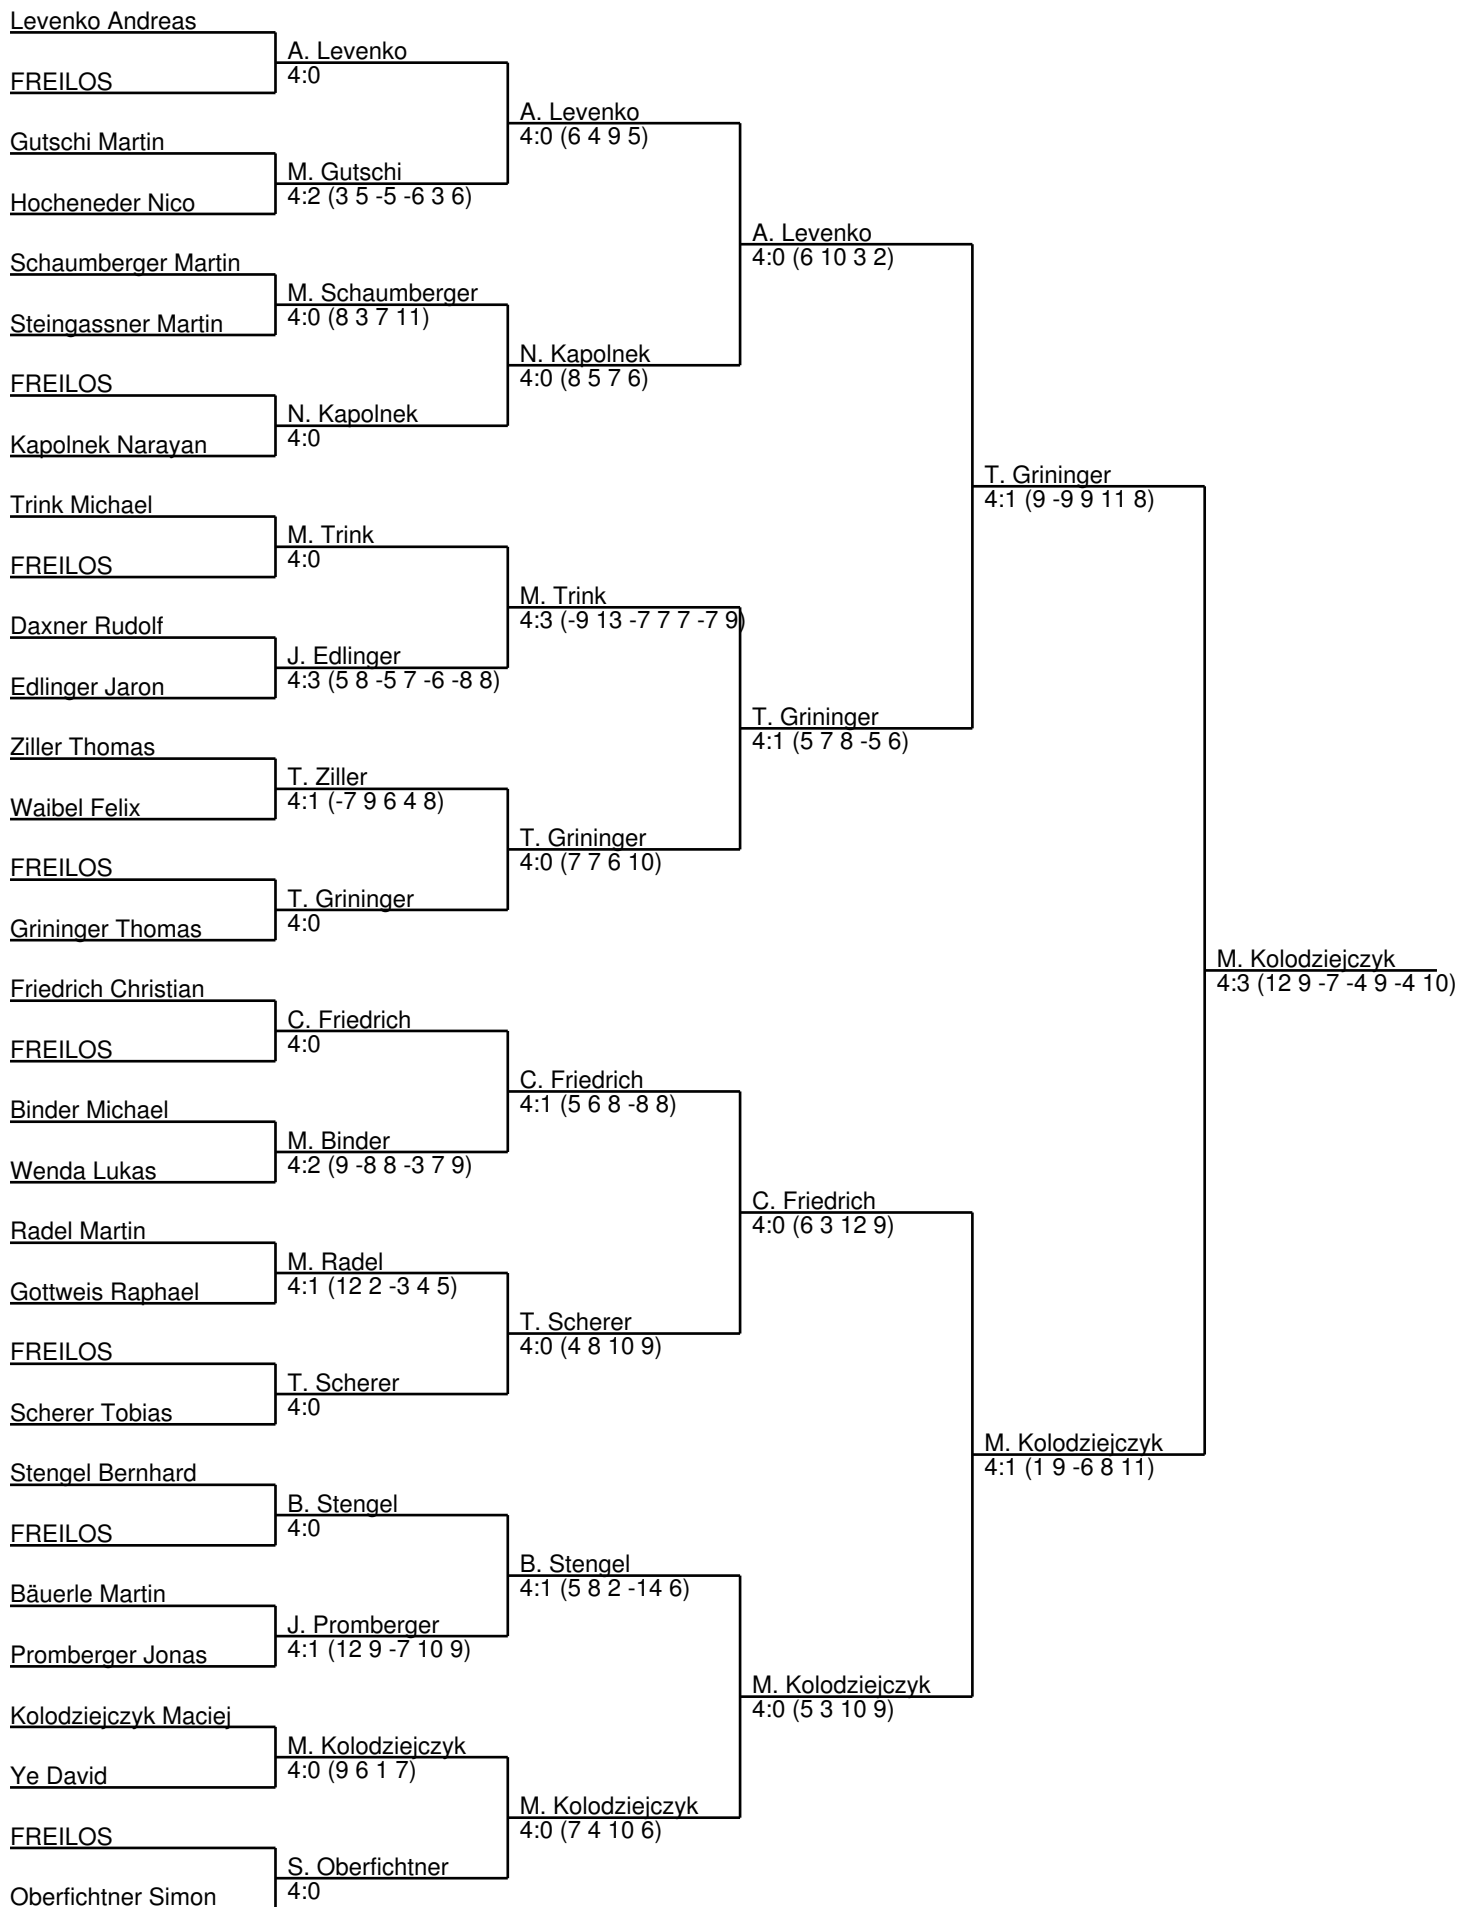 Levenko Andreas
FREILOS
Gutschi Martin
Hocheneder Nico
Schaumberger Martin
Steingassner Martin
FREILOS
Kapolnek Narayan
Trink Michael
FREILOS
Daxner Rudolf
Edlinger Jaron
Ziller Thomas
Waibel Felix
FREILOS
Grininger Thomas
Friedrich Christian
FREILOS
Binder Michael
Wenda Lukas
Radel Martin
Gottweis Raphael
FREILOS
Scherer Tobias
Stengel Bernhard
FREILOS
Bäuerle Martin
Promberger Jonas
Kolodziejczyk Maciej
Ye David
FREILOS
Oberfichtner Simon
A. Levenko
4:0
M. Gutschi
4:2 (3 5 -5 -6 3 6)
M. Schaumberger
4:0 (8 3 7 11)
N. Kapolnek
4:0
M. Trink
4:0
J. Edlinger
4:3 (5 8 -5 7 -6 -8 8)
T. Ziller
4:1 (-7 9 6 4 8)
T. Grininger
4:0
C. Friedrich
4:0
M. Binder
4:2 (9 -8 8 -3 7 9)
M. Radel
4:1 (12 2 -3 4 5)
T. Scherer
4:0
B. Stengel
4:0
J. Promberger
4:1 (12 9 -7 10 9)
M. Kolodziejczyk
4:0 (9 6 1 7)
S. Oberfichtner
4:0
A. Levenko
4:0 (6 4 9 5)
N. Kapolnek
4:0 (8 5 7 6)
M. Trink
4:3 (-9 13 -7 7 7 -7 9)
T. Grininger
4:0 (7 7 6 10)
C. Friedrich
4:1 (5 6 8 -8 8)
T. Scherer
4:0 (4 8 10 9)
B. Stengel
4:1 (5 8 2 -14 6)
M. Kolodziejczyk
4:0 (7 4 10 6)
A. Levenko
4:0 (6 10 3 2)
T. Grininger
4:1 (5 7 8 -5 6)
C. Friedrich
4:0 (6 3 12 9)
M. Kolodziejczyk
4:0 (5 3 10 9)
T. Grininger
4:1 (9 -9 9 11 8)
M. Kolodziejczyk
4:1 (1 9 -6 8 11)
M. Kolodziejczyk
4:3 (12 9 -7 -4 9 -4 10)